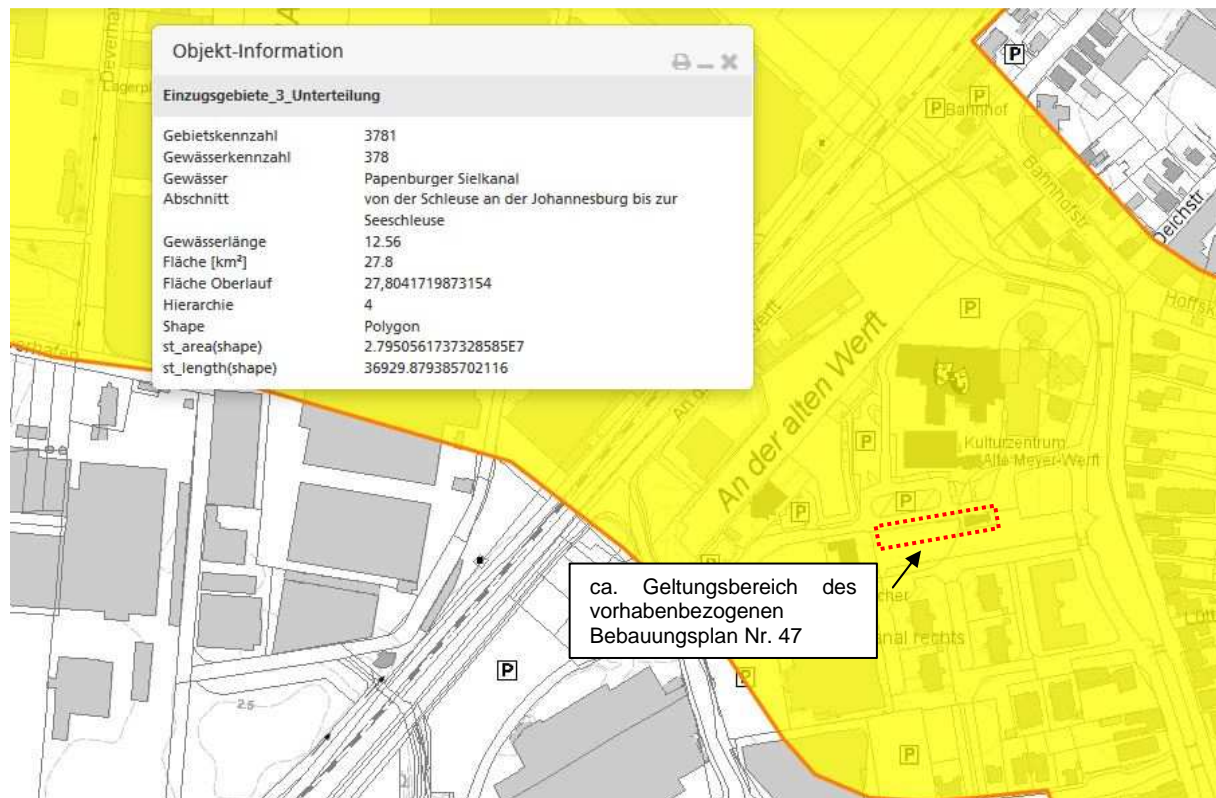 Objekt-Information
Einzugsgebiete_3_Unterteilung
Gebietskennzahl 3781
Gewässerkennzahl 378
Gewässer Papenburger Sielkanal
Abschnitt von der Schleuse an der Johannesburg bis zur
Seeschleuse
Gewässerlänge 12.56
Fläche [km²] 27.8
Fläche Oberlauf 27,8041719873154
Hierarchie 4
Shape Polygon
st_area(shape) 2.7950561737328585E7
st_length(shape) 36929.879385702116
P
P
P Bahnhof
Bahnhofstr
Deichstr
P
An der alten Werft
P
Kulturzentrum
Alte Meyer-Werft
P
P
ca. Geltungsbereich des
vorhabenbezogenen
Bebauungsplan Nr. 47
anal rechts
P
P
P
2.5